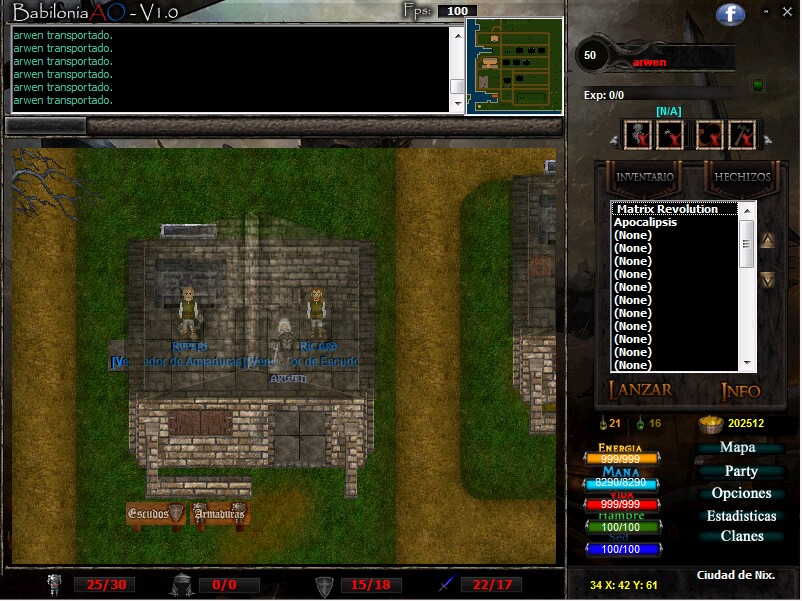 BabiloniaAO - V1.0
Fps: 100
arwen transportado.
arwen transportado.
arwen transportado.
arwen transportado.
arwen transportado.
arwen transportado.
f
50
arwen
Exp: 0/0
[N/A]
INVENTARIO
HECHIZOS
Matrix Revolution
Apocalipsis
(None)
(None)
(None)
(None)
(None)
(None)
(None)
(None)
(None)
(None)
(None)
LANZAR
INFO
21
16
202512
ENERGIA
999/999
MANA
8290/8290
VIDA
999/999
Hambre
100/100
Sed
100/100
Mapa
Party
Opciones
Estadisticas
Clanes
ARWEN
Escudos
Armaduras
25/30
0/0
15/18
22/17
34 X: 42 Y: 61
Ciudad de Nix.